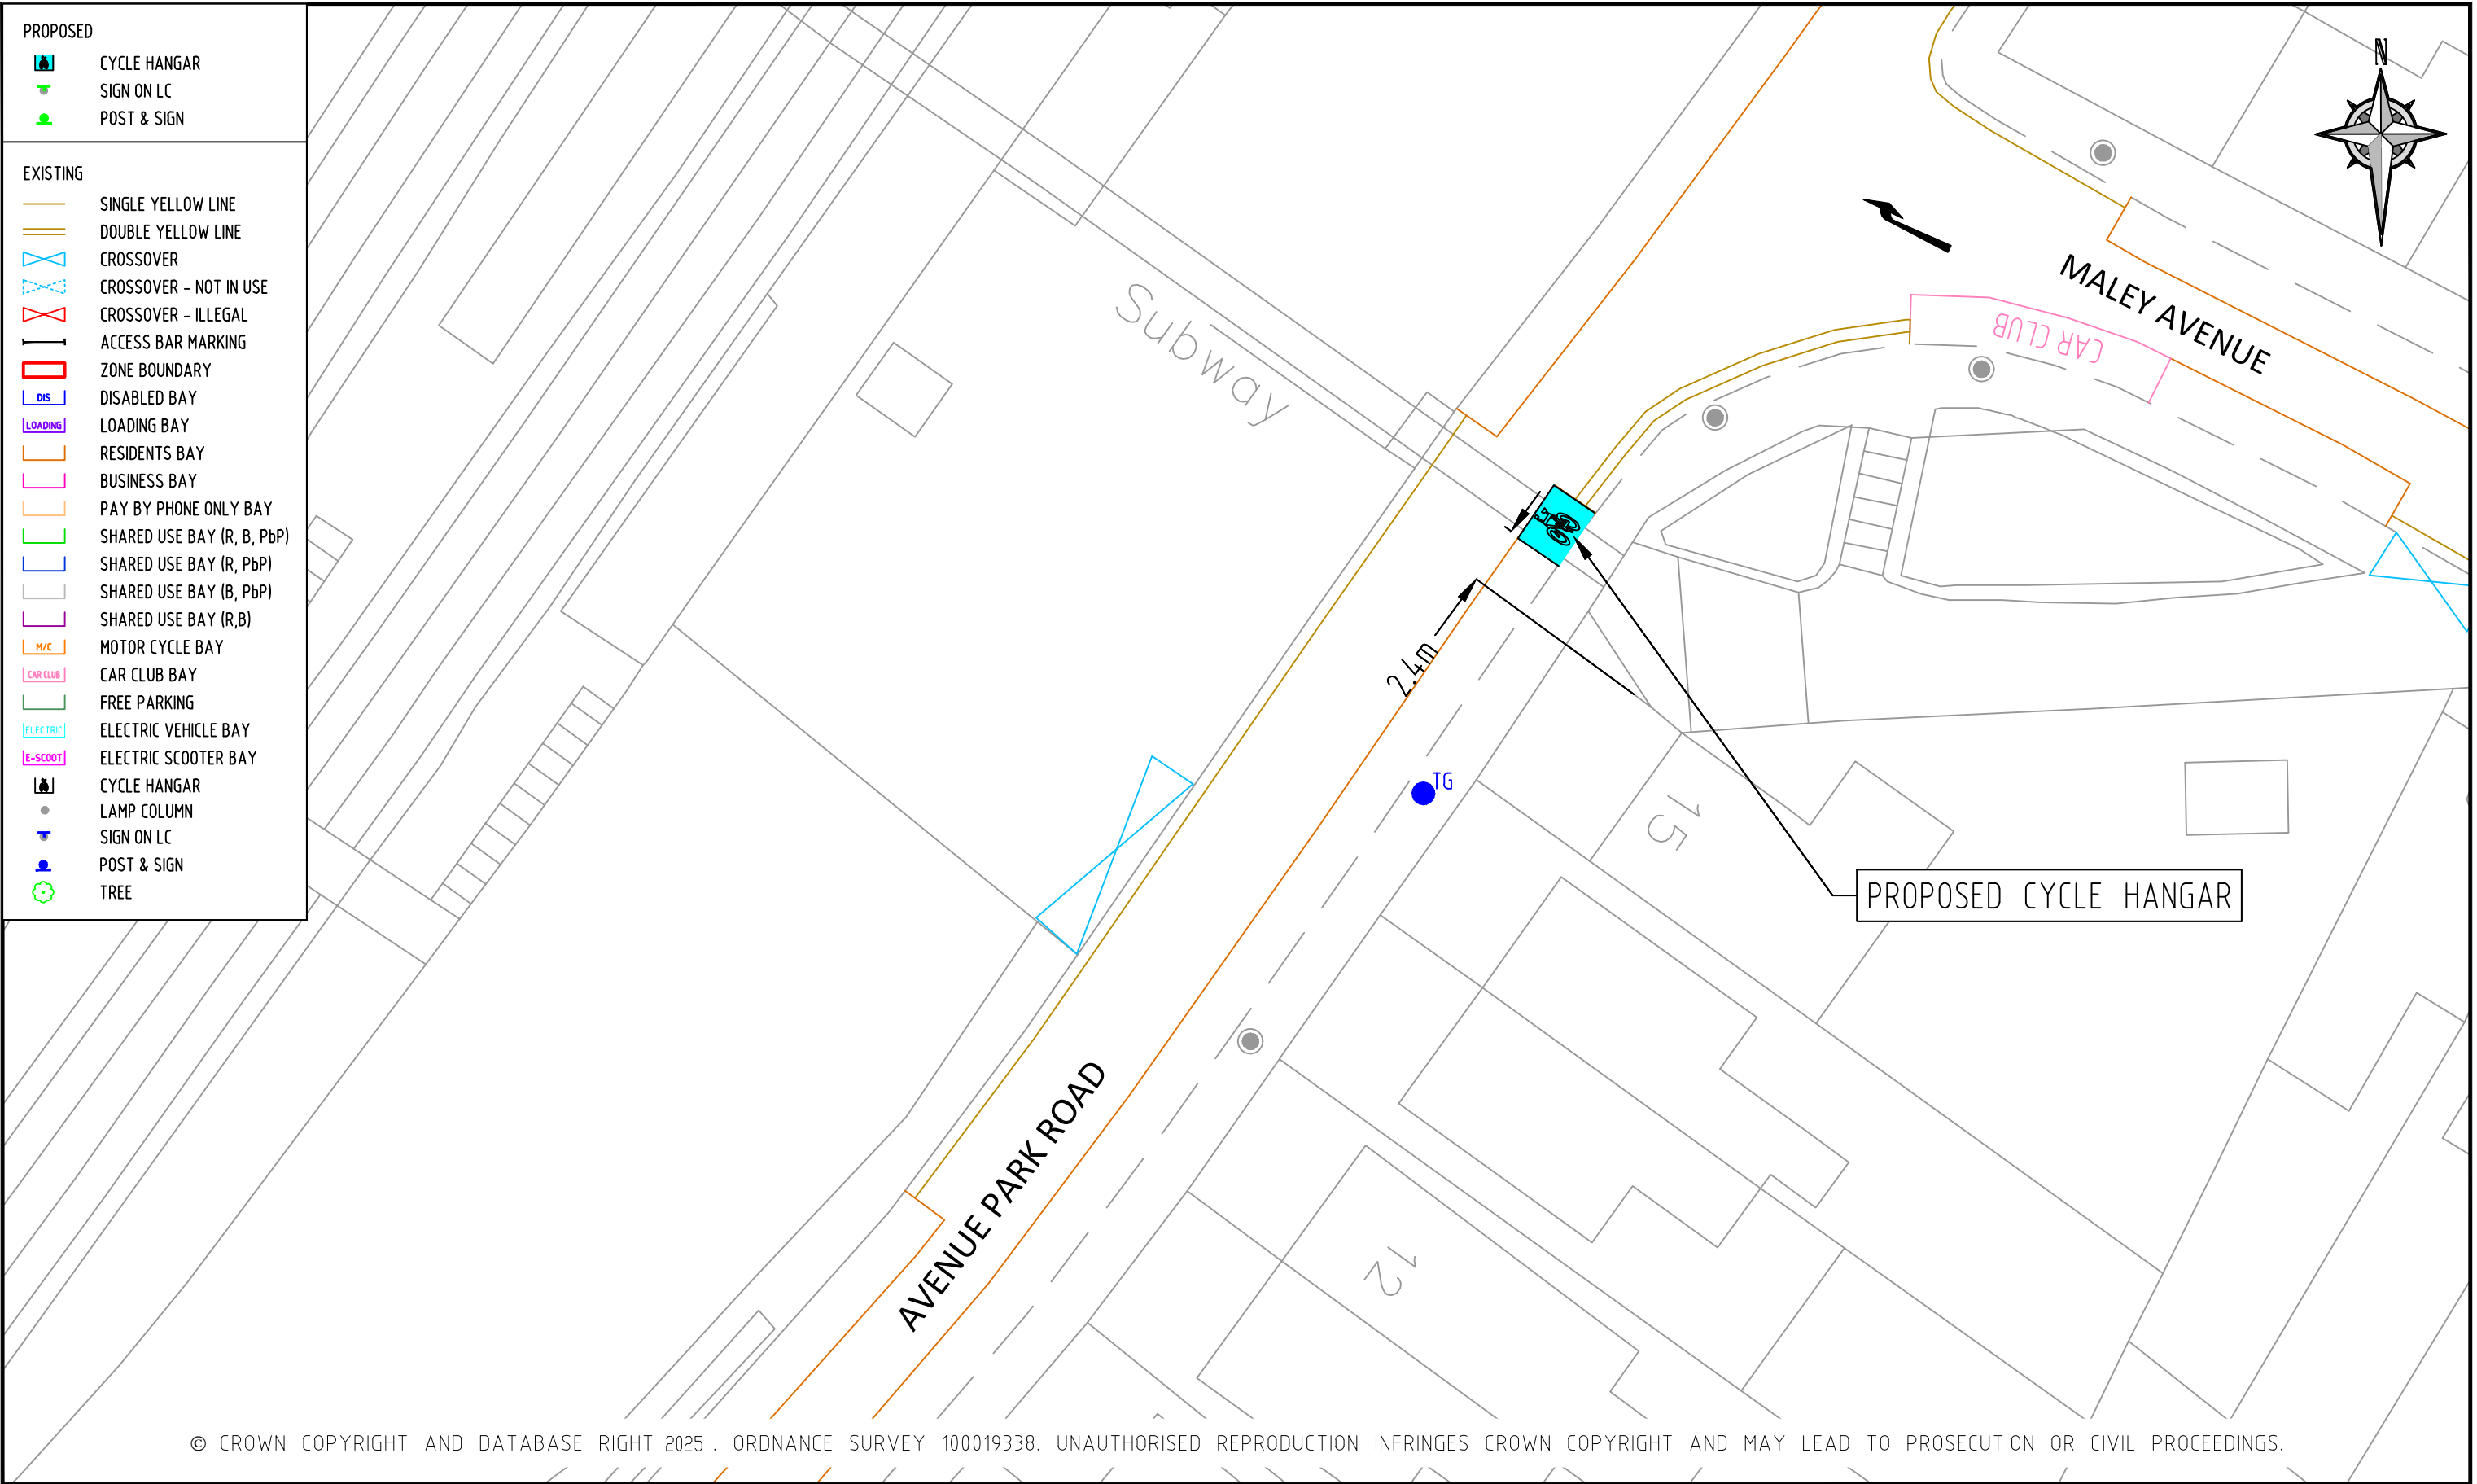 PROPOSED
CYCLE HANGAR
SIGN ON LC
POST & SIGN
EXISTING
SINGLE YELLOW LINE
DOUBLE YELLOW LINE
CROSSOVER
CROSSOVER - NOT IN USE
CROSSOVER - ILLEGAL
ACCESS BAR MARKING
ZONE BOUNDARY
DIS DISABLED BAY
LOADING LOADING BAY
RESIDENTS BAY
BUSINESS BAY
PAY BY PHONE ONLY BAY
SHARED USE BAY (R, B, PbP)
SHARED USE BAY (R, PbP)
SHARED USE BAY (B, PbP)
SHARED USE BAY (R,B)
M/C MOTOR CYCLE BAY
CAR CLUB CAR CLUB BAY
FREE PARKING
ELECTRIC ELECTRIC VEHICLE BAY
E-SCOOT ELECTRIC SCOOTER BAY
CYCLE HANGAR
LAMP COLUMN
SIGN ON LC
POST & SIGN
TREE
N
MALEY AVENUE
CAR CLUB
Subway
2.4m
TG
15
PROPOSED CYCLE HANGAR
AVENUE PARK ROAD
12
© CROWN COPYRIGHT AND DATABASE RIGHT 2025 . ORDNANCE SURVEY 100019338. UNAUTHORISED REPRODUCTION INFRINGES CROWN COPYRIGHT AND MAY LEAD TO PROSECUTION OR CIVIL PROCEEDINGS.